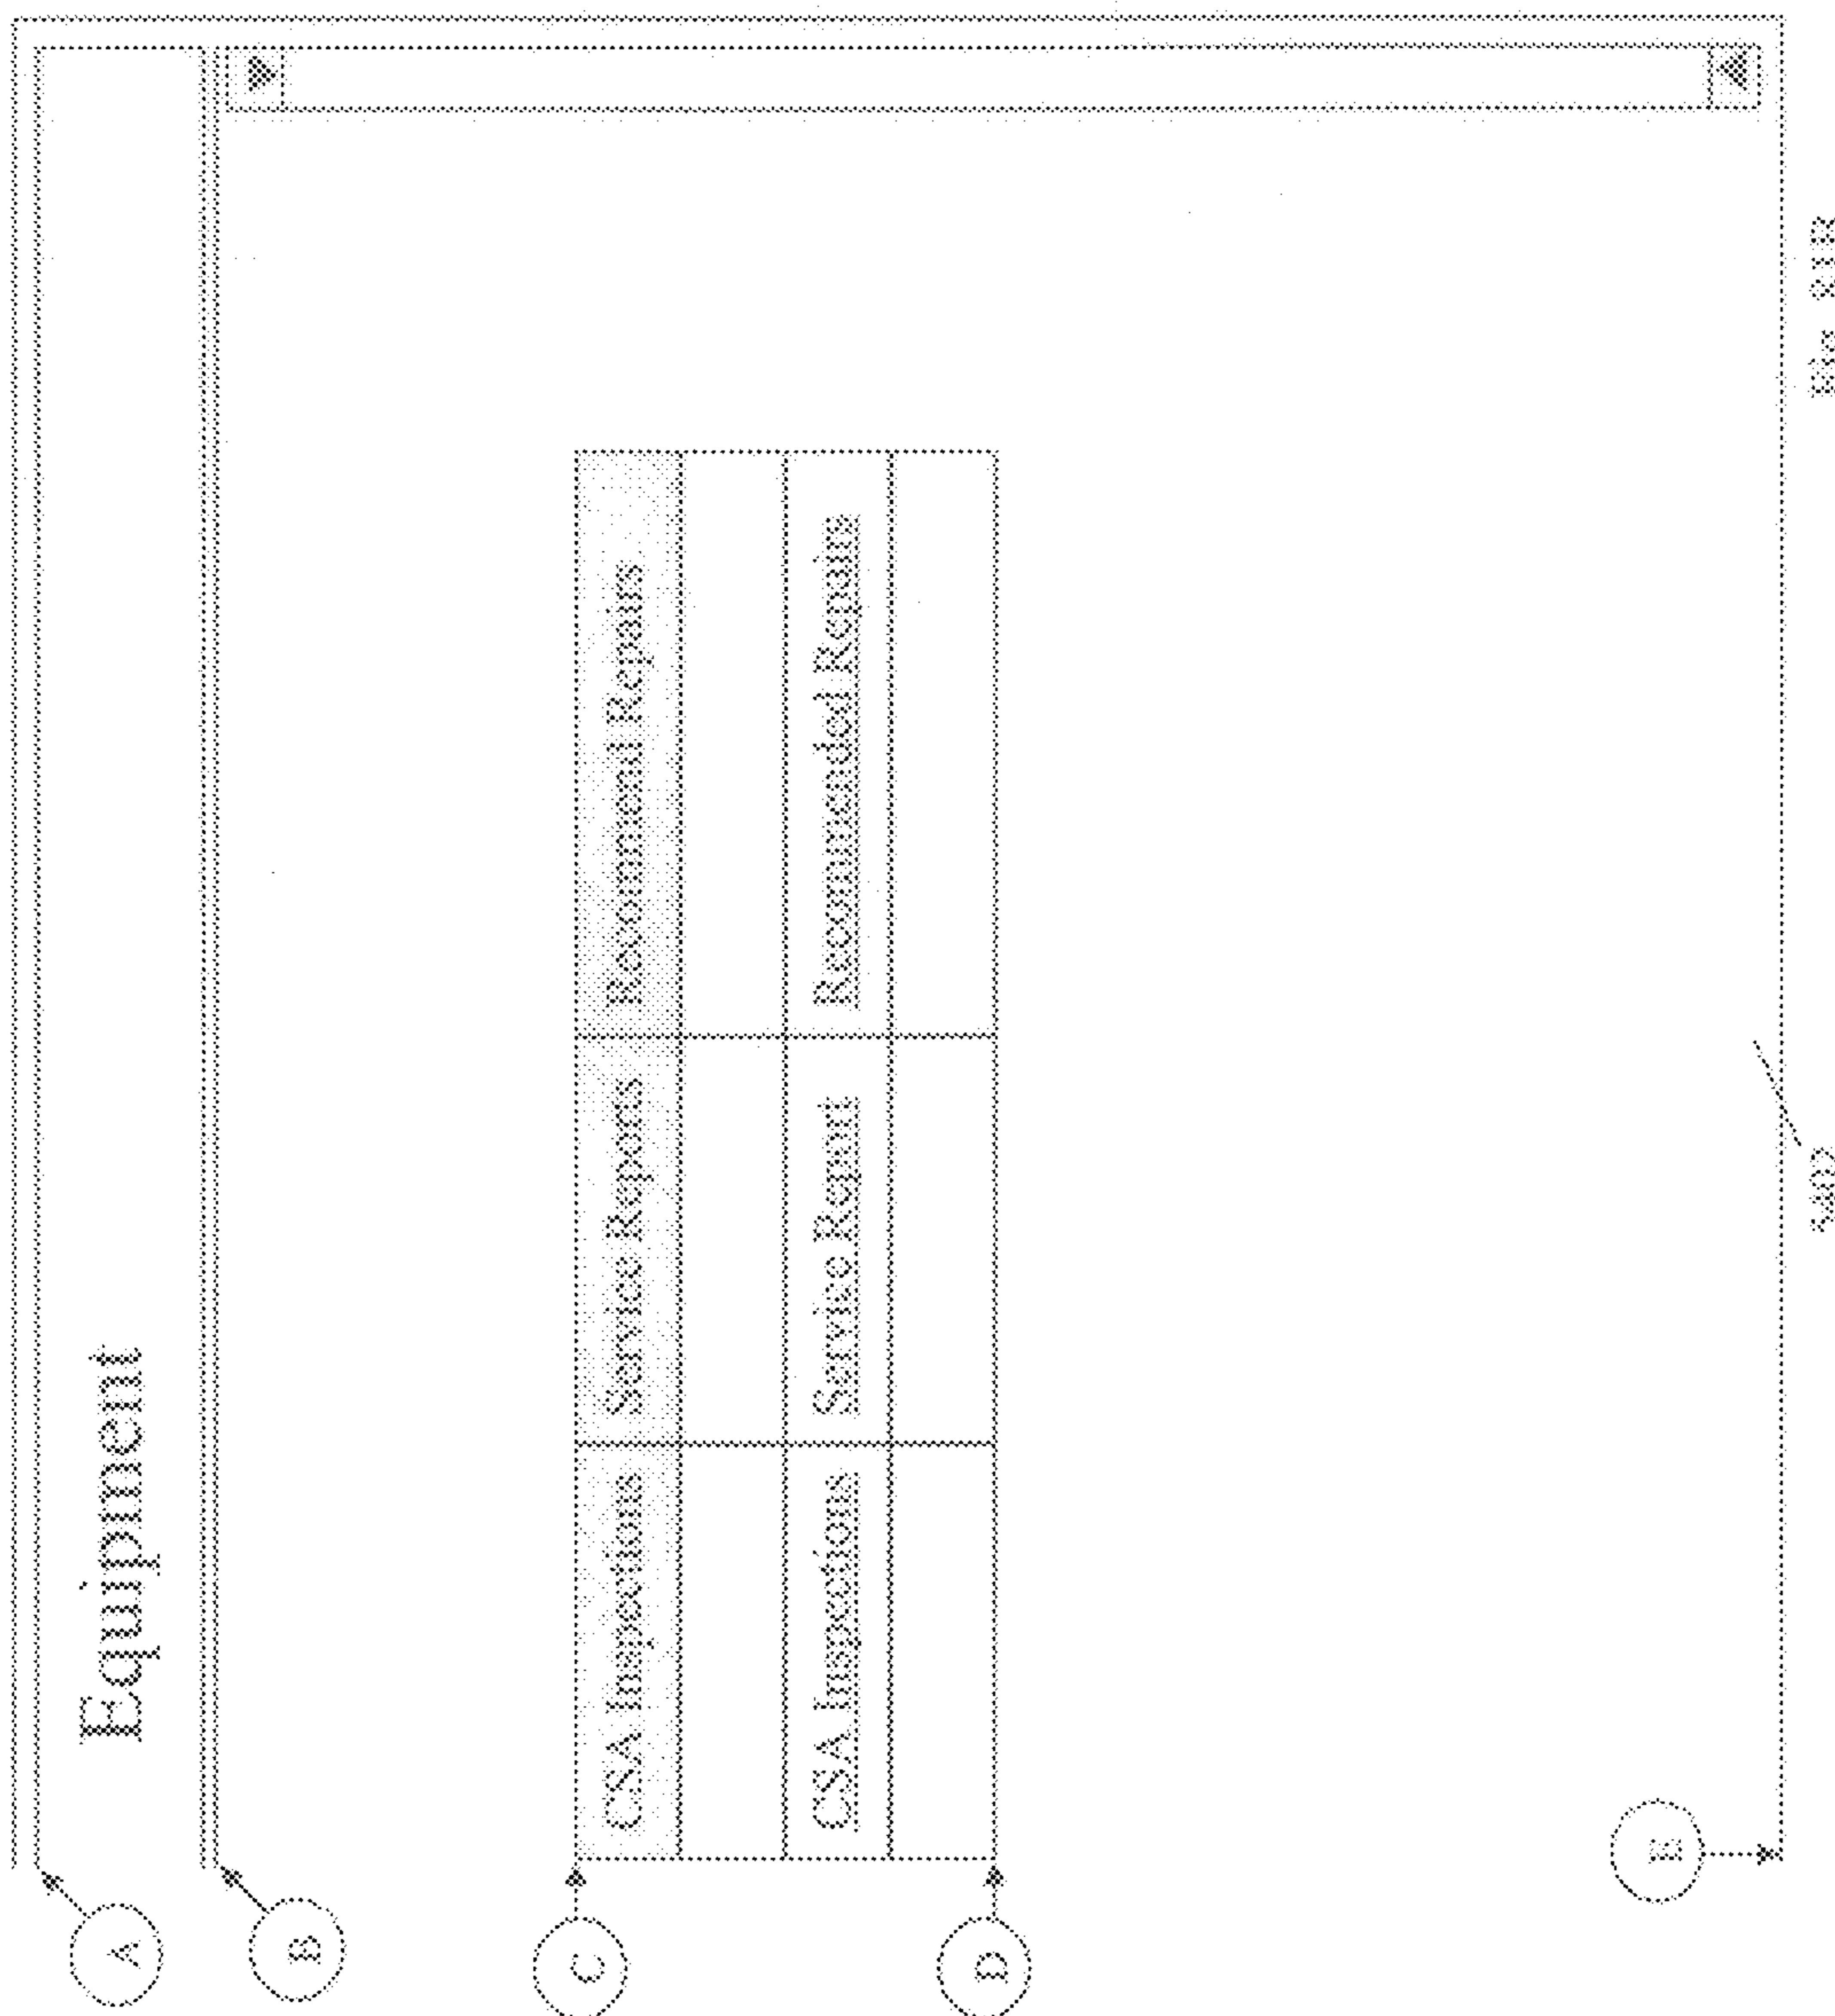 Equipment
CSA Inspections Service Reports Recommend Repairs
CSA Inspections Service Report Recommended Repairs
A
B
C
D
E